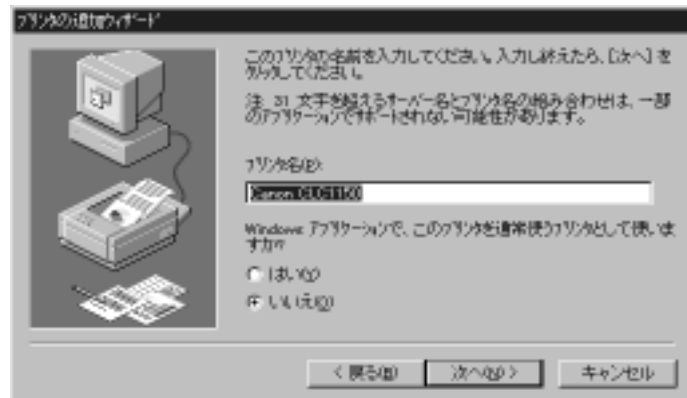 プリンタの追加ウィザード
このプリンタの名前を入力してください。入力し終えたら、[次へ] を
クリックしてください。
注 31 文字を超えるサーバー名とプリンタ名の組み合わせは、一部
のアプリケーションでサポートされない可能性があります。
プリンタ名(P):
Canon CLC1150
Windows アプリケーションで、このプリンタを通常使うプリンタとして使いま
すか?
はい(Y)
いいえ(O)
< 戻る(B)
次へ(N) >
キャンセル